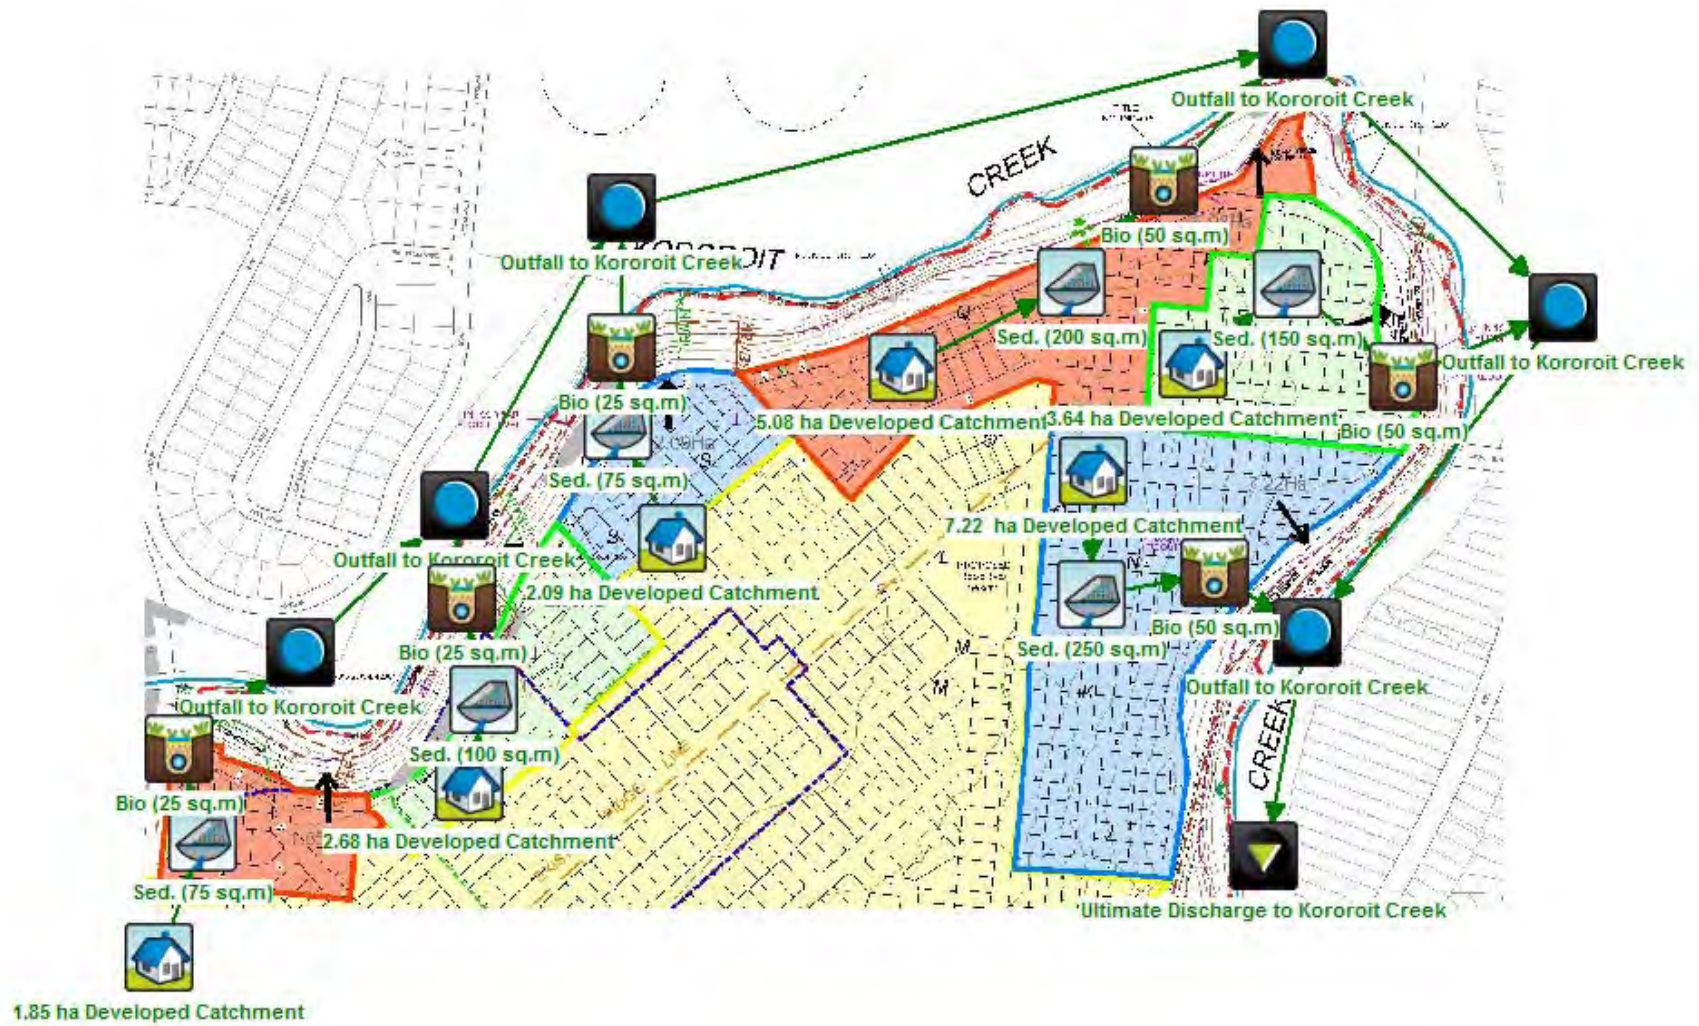 Outfall to Kororoit Creek
CREEK
Outfall to Kororoit Creek
Bio (50 sq.m)
Sed. (200 sq.m)
Sed. (150 sq.m)
Outfall to Kororoit Creek
Bio (25 sq.m)
5.08 ha Developed Catchment
3.64 ha Developed Catchment
Bio (50 sq.m)
Sed. (75 sq.m)
7.22 ha Developed Catchment
Outfall to Kororoit Creek
2.09 ha Developed Catchment
Bio (50 sq.m)
Bio (25 sq.m)
Sed. (250 sq.m)
M
M
Outfall to Kororoit Creek
Outfall to Kororoit Creek
CREEK
Sed. (100 sq.m)
Bio (25 sq.m)
2.68 ha Developed Catchment
Sed. (75 sq.m)
Ultimate Discharge to Kororoit Creek
1.85 ha Developed Catchment